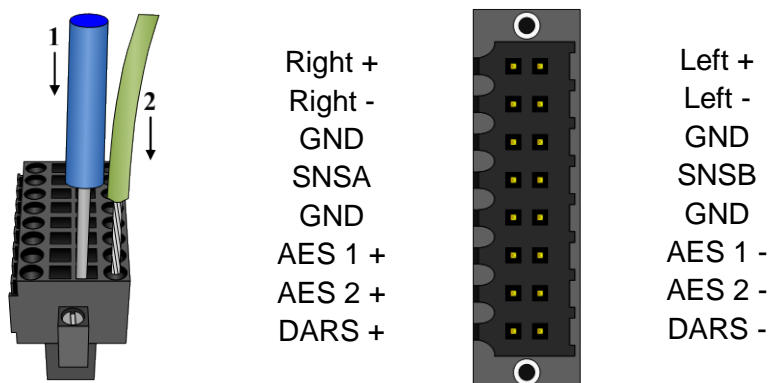 1
2
Right +
Right -
GND
SNSA
GND
AES 1 +
AES 2 +
DARS +
Left +
Left -
GND
SNSB
GND
AES 1 -
AES 2 -
DARS -